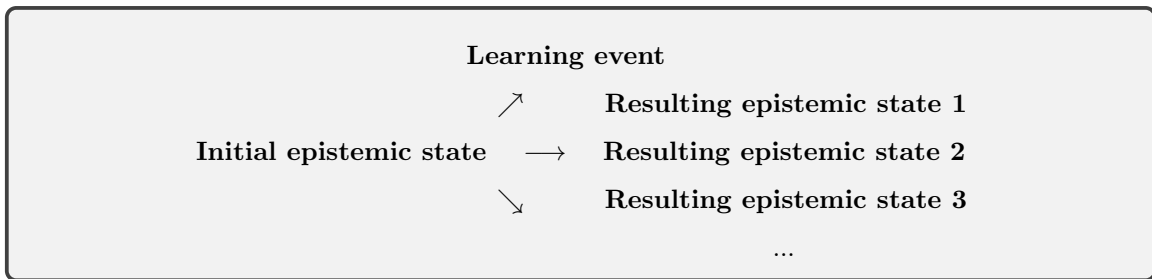 Learning event
↗ Resulting epistemic state 1
Initial epistemic state → Resulting epistemic state 2
↘ Resulting epistemic state 3
...